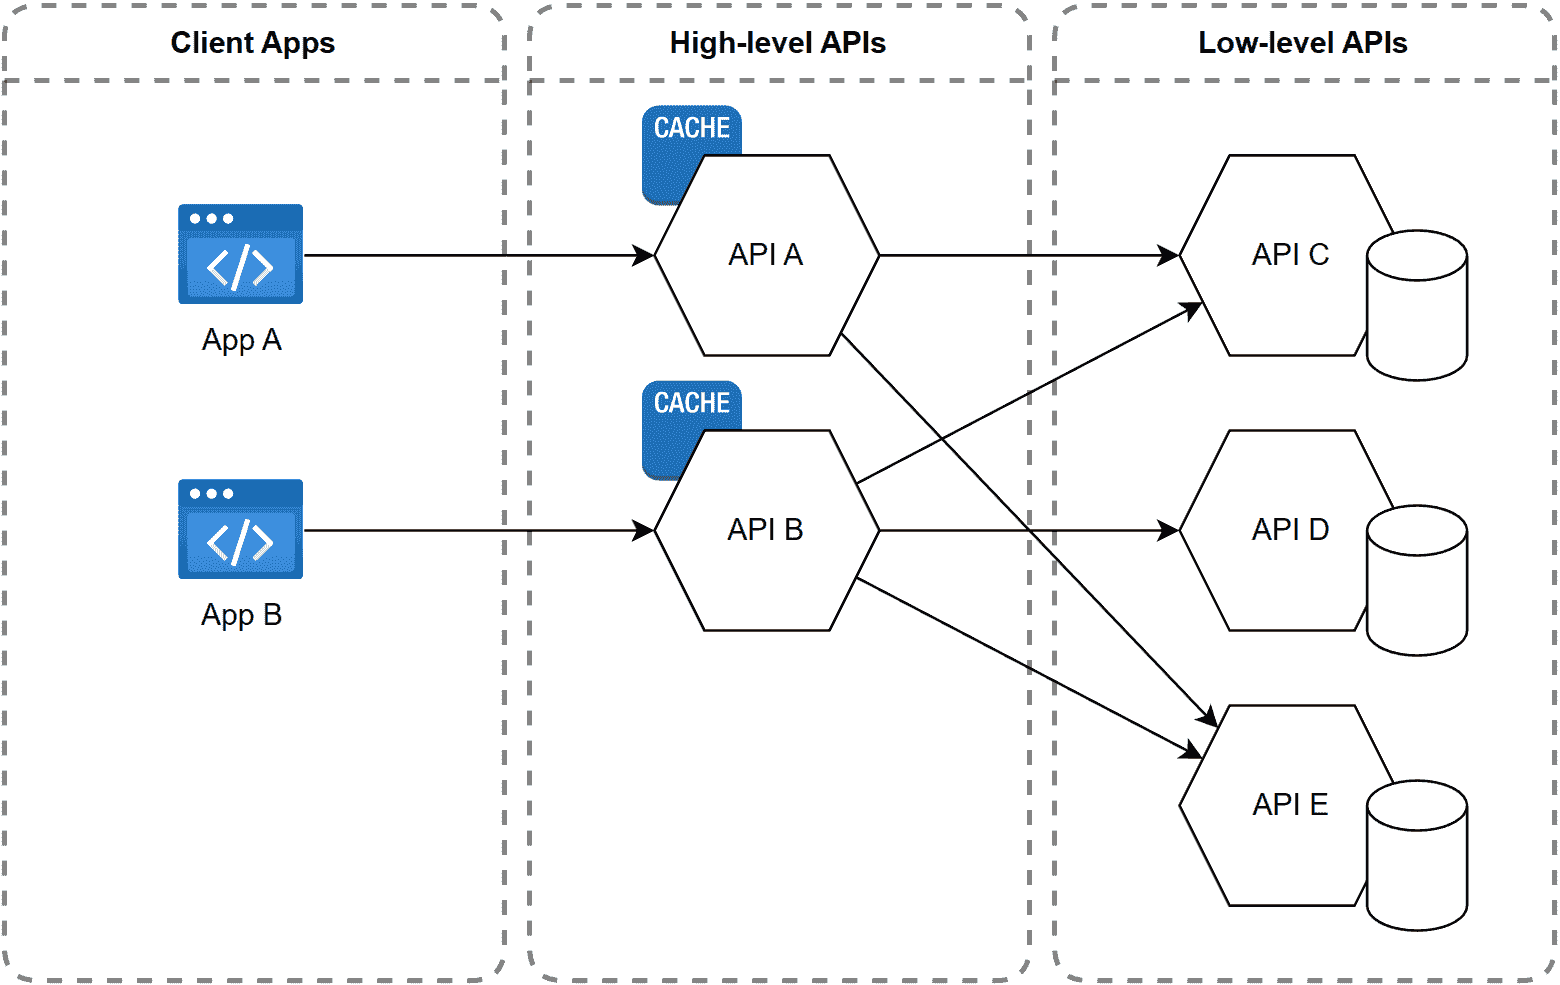 Client Apps
High-level APIs
Low-level APIs
CACHE
API A
API C
App A
CACHE
API B
API D
App B
API E